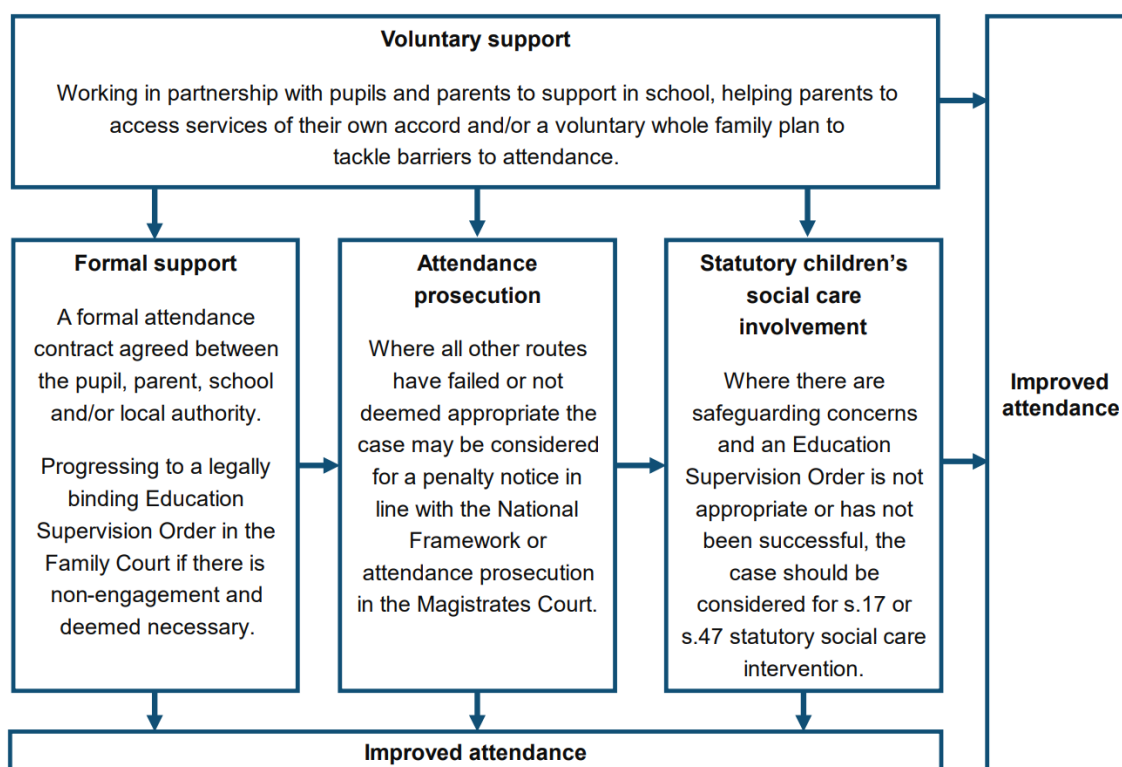 Voluntary support
Working in partnership with pupils and parents to support in school, helping parents to
access services of their own accord and/or a voluntary whole family plan to
tackle barriers to attendance.
Formal support
A formal attendance
contract agreed between
the pupil, parent, school
and/or local authority.
Progressing to a legally
binding Education
Supervision Order in the
Family Court if there is
non-engagement and
deemed necessary.
Attendance
prosecution
Where all other routes
have failed or not
deemed appropriate the
case may be considered
for a penalty notice in
line with the National
Framework or
attendance prosecution
in the Magistrates Court.
Statutory children’s
social care
involvement
Where there are
safeguarding concerns
and an Education
Supervision Order is not
appropriate or has not
been successful, the
case should be
considered for s.17 or
s.47 statutory social care
intervention.
Improved
attendance
Improved attendance